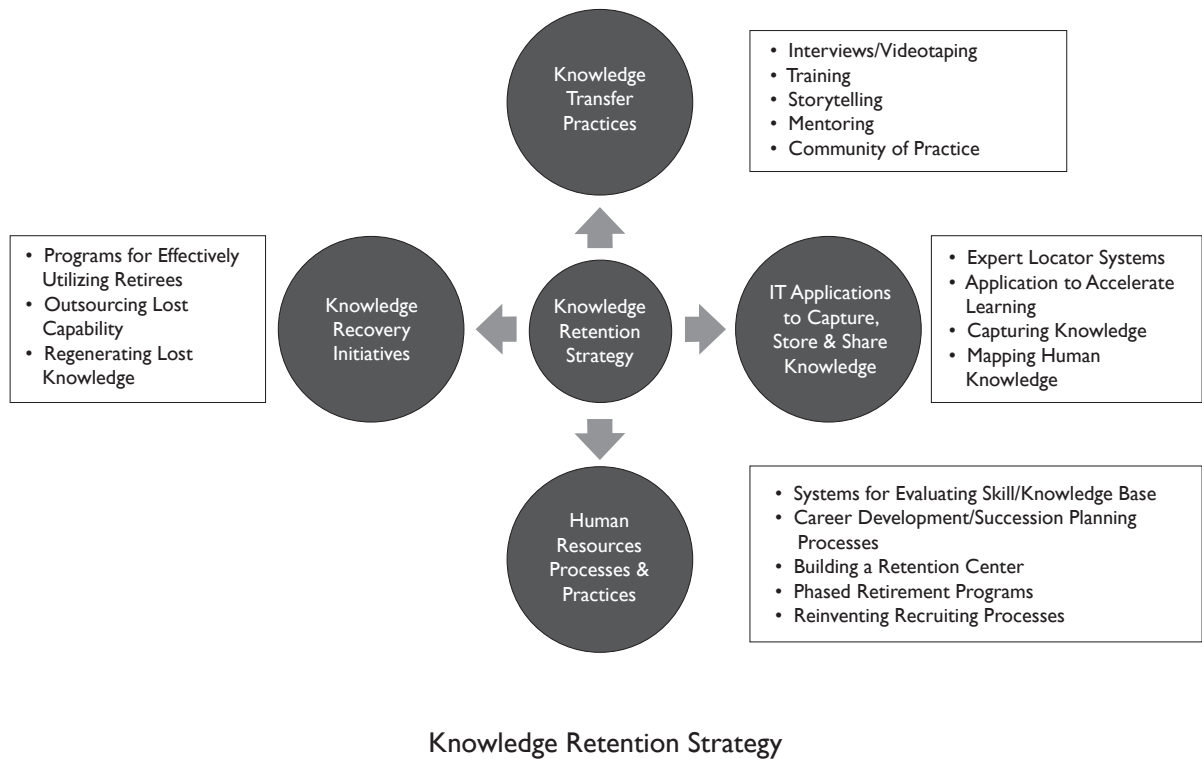 Knowledge
Transfer
Practices
• Interviews/Videotaping
• Training
• Storytelling
• Mentoring
• Community of Practice
• Programs for Effectively
Utilizing Retirees
• Outsourcing Lost
Capability
• Regenerating Lost
Knowledge
Knowledge
Recovery
Initiatives
Knowledge
Retention
Strategy
IT Applications
to Capture,
Store & Share
Knowledge
• Expert Locator Systems
• Application to Accelerate
Learning
• Capturing Knowledge
• Mapping Human
Knowledge
Human
Resources
Processes &
Practices
• Systems for Evaluating Skill/Knowledge Base
• Career Development/Succession Planning
Processes
• Building a Retention Center
• Phased Retirement Programs
• Reinventing Recruiting Processes
Knowledge Retention Strategy